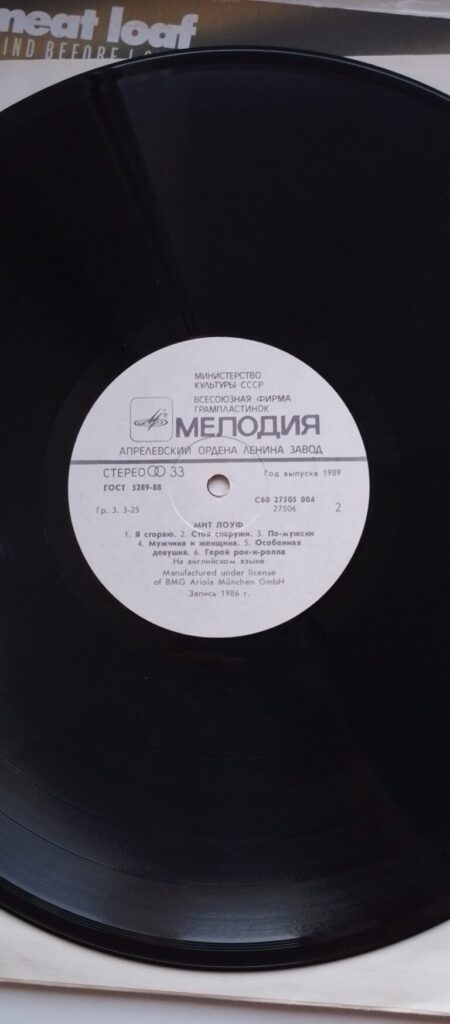 meat loaf
IND BEFORE I
МИНИСТЕРСТВО
КУЛЬТУРЫ СССР
ВСЕСОЮЗНАЯ ФИРМА
ГРАМПЛАСТИНОК
МЕЛОДИЯ
АПРЕЛЕВСКИЙ ОРДЕНА ЛЕНИНА ЗАВОД
СТЕРЕО 33
Год выпуска 1989
ГОСТ 5289-88
С60 27505 004
Гр. 3. 3-25
27506
2
МИТ ЛОУФ
1. Я сгораю. 2. Стоя снаружи. 3. По-мужски
4. Мужчина и женщина. 5. Особенная
девушка. 6. Герой рок-н-ролла
На английском языке
Manufactured under license
of BMG Ariola München GmbH
Запись 1986 г.